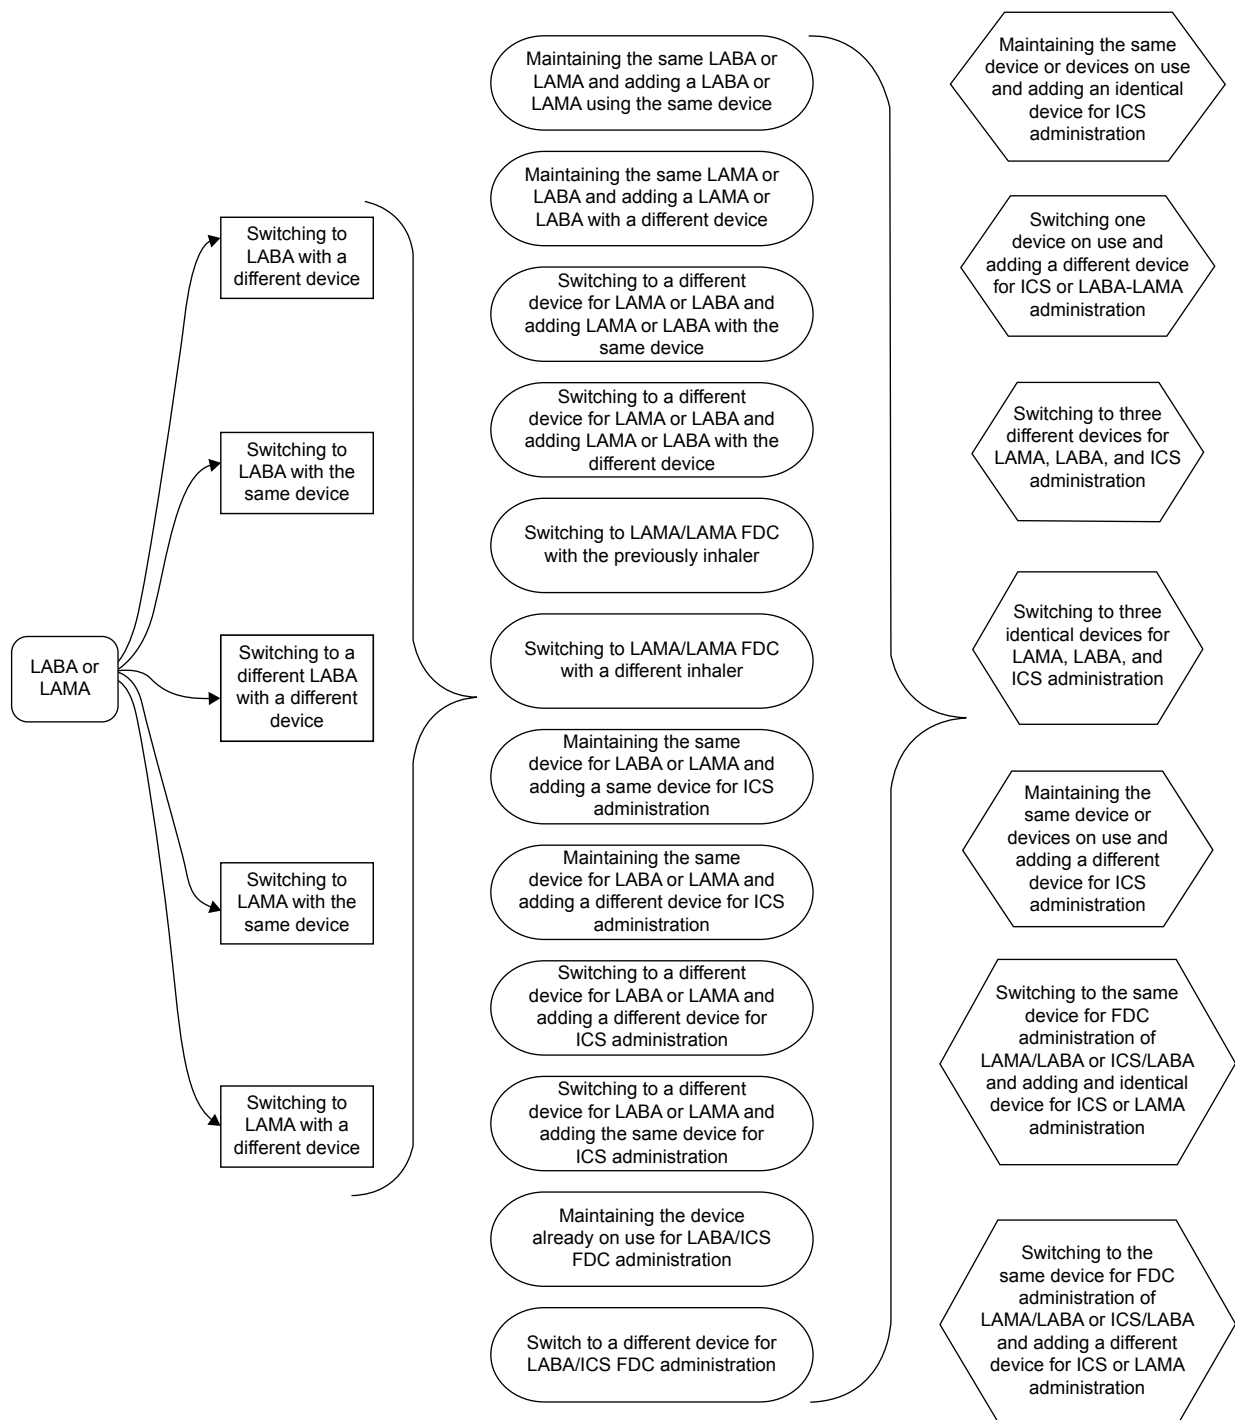 LABA or
LAMA
Switching to
LABA with a
different device
Switching to
LABA with the
same device
Switching to a
different LABA
with a different
device
Switching to
LAMA with the
same device
Switching to
LAMA with a
different device
Maintaining the same LABA or
LAMA and adding a LABA or
LAMA using the same device
Maintaining the same LAMA or
LABA and adding a LAMA or
LABA with a different device
Switching to a different
device for LAMA or LABA and
adding LAMA or LABA with the
same device
Switching to a different
device for LAMA or LABA and
adding LAMA or LABA with the
different device
Switching to LAMA/LAMA FDC
with the previously inhaler
Switching to LAMA/LAMA FDC
with a different inhaler
Maintaining the same
device for LABA or LAMA and
adding a same device for ICS
administration
Maintaining the same
device for LABA or LAMA and
adding a different device for ICS
administration
Switching to a different
device for LABA or LAMA and
adding a different device for
ICS administration
Switching to a different
device for LABA or LAMA and
adding the same device for
ICS administration
Maintaining the device
already on use for LABA/ICS
FDC administration
Switch to a different device for
LABA/ICS FDC administration
Maintaining the same
device or devices on use
and adding an identical
device for ICS
administration
Switching one
device on use and
adding a different device
for ICS or LABA-LAMA
administration
Switching to three
different devices for
LAMA, LABA, and ICS
administration
Switching to three
identical devices for
LAMA, LABA, and
ICS administration
Maintaining the
same device or
devices on use and
adding a different
device for ICS
administration
Switching to the same
device for FDC
administration of
LAMA/LABA or ICS/LABA
and adding and identical
device for ICS or LAMA
administration
Switching to the
same device for FDC
administration of
LAMA/LABA or ICS/LABA
and adding a different
device for ICS or LAMA
administration